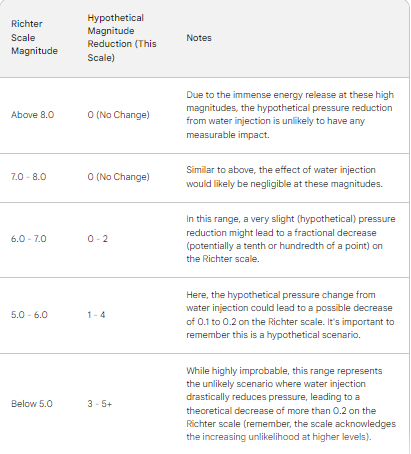 Richter
Scale
Magnitude
Hypothetical
Magnitude
Reduction (This
Scale)
Notes
Above 8.0
0 (No Change)
Due to the immense energy release at these high
magnitudes, the hypothetical pressure reduction
from water injection is unlikely to have any
measurable impact.
7.0 - 8.0
0 (No Change)
Similar to above, the effect of water injection
would likely be negligible at these magnitudes.
6.0 - 7.0
0 - 2
In this range, a very slight (hypothetical) pressure
reduction might lead to a fractional decrease
(potentially a tenth or hundredth of a point) on
the Richter scale.
5.0 - 6.0
1 - 4
Here, the hypothetical pressure change from
water injection could lead to a possible decrease
of 0.1 to 0.2 on the Richter scale. It's important to
remember this is a hypothetical scenario.
Below 5.0
3 - 5+
While highly improbable, this range represents
the unlikely scenario where water injection
drastically reduces pressure, leading to a
theoretical decrease of more than 0.2 on the
Richter scale (remember, the scale acknowledges
the increasing unlikelihood at higher levels).